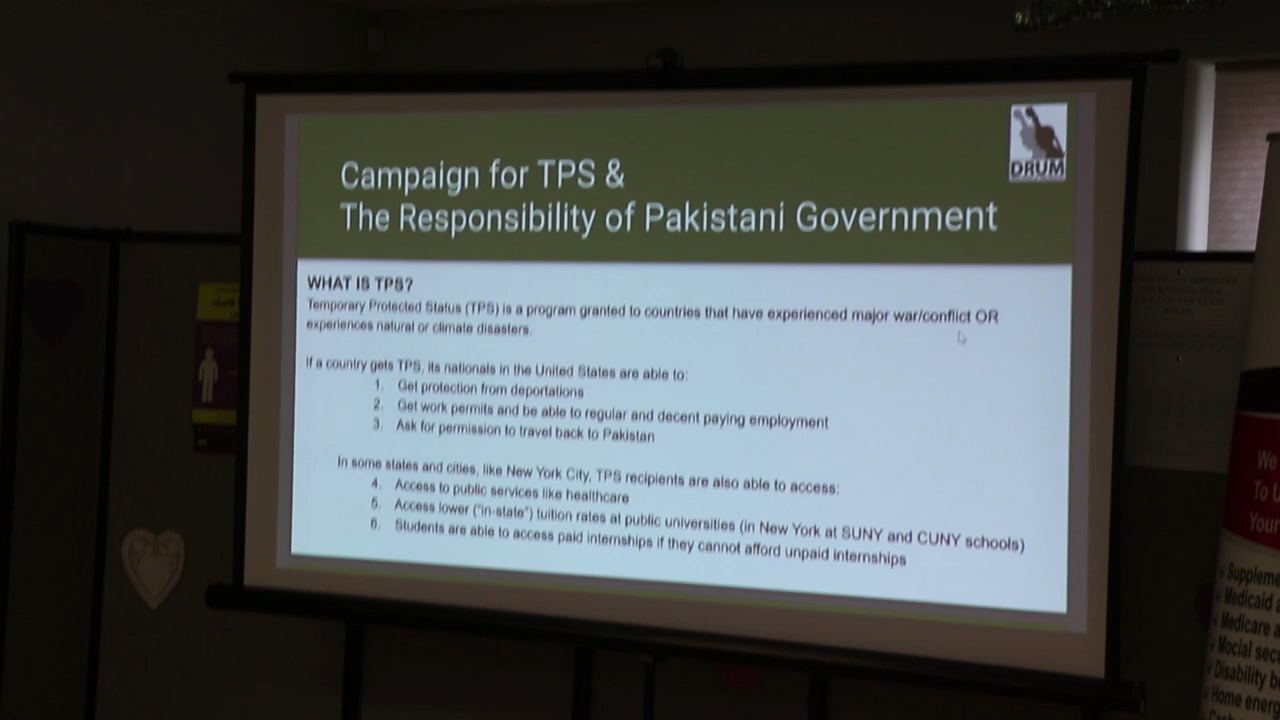 DRUM
Campaign for TPS &
The Responsibility of Pakistani Government
WHAT IS TPS?
Temporary Protected Status (TPS) is a program granted to countries that have experienced major war/conflict OR
experiences natural or climate disasters.
If a country gets TPS, its nationals in the United States are able to:
1. Get protection from deportations
2. Get work permits and be able to regular and decent paying employment
3. Ask for permission to travel back to Pakistan
In some states and cities, like New York City, TPS recipients are also able to access:
4. Access to public services like healthcare
5. Access lower ("in-state") tuition rates at public universities (in New York at SUNY and CUNY schools)
6. Students are able to access paid internships if they cannot afford unpaid internships
We
To
You
Suppleme
Medicaid
Medicare
Mocial sec
Disability b
Home energ